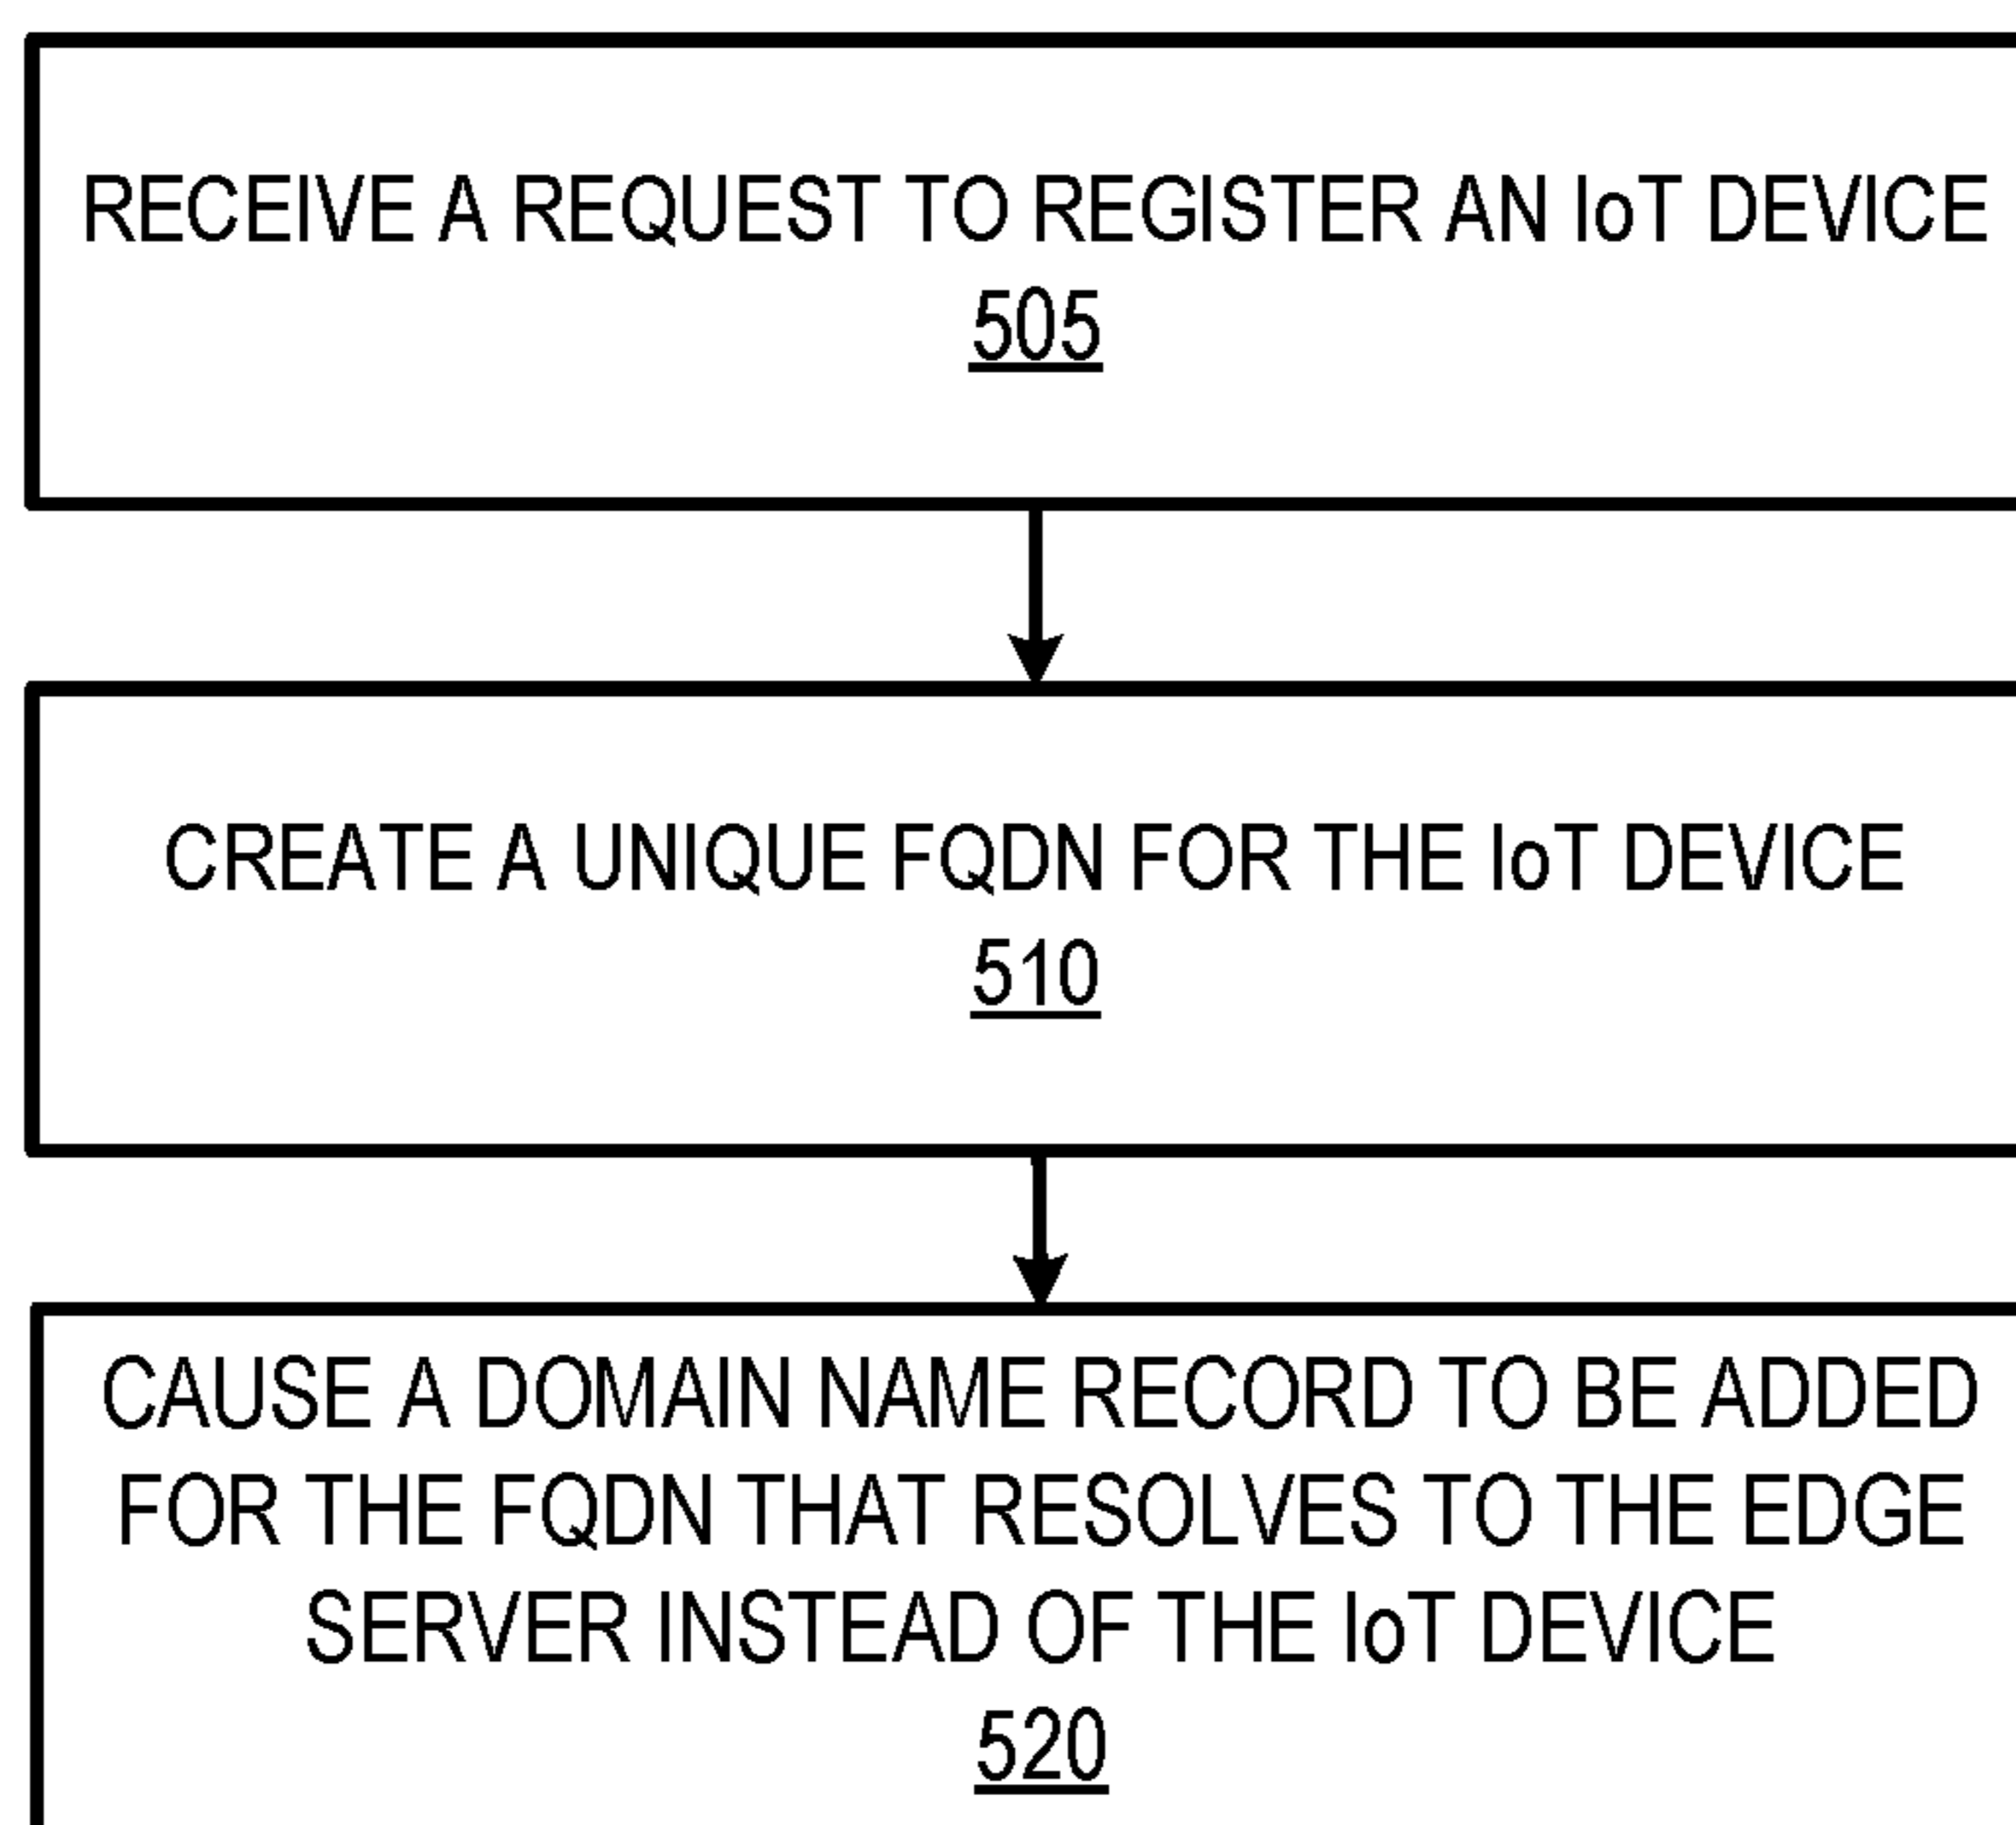 RECEIVE A REQUEST TO REGISTER AN IoT DEVICE
505
CREATE A UNIQUE FQDN FOR THE IoT DEVICE
510
CAUSE A DOMAIN NAME RECORD TO BE ADDED
FOR THE FQDN THAT RESOLVES TO THE EDGE
SERVER INSTEAD OF THE IoT DEVICE
520